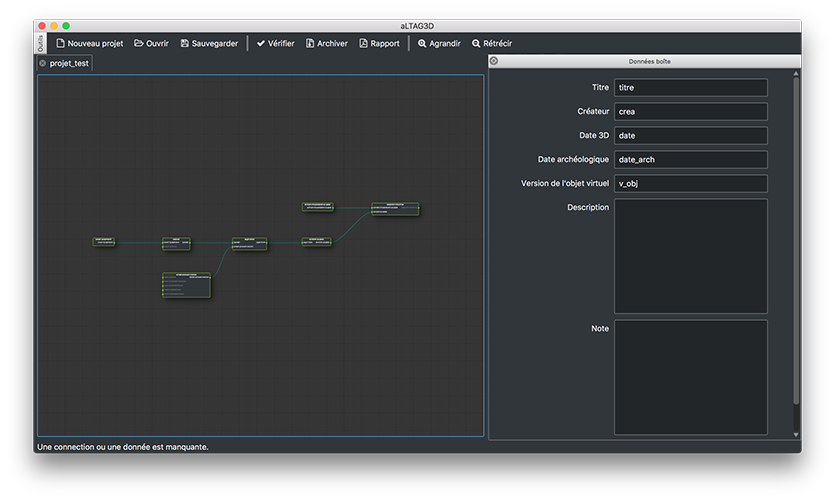 aLTAG3D
Outils
Nouveau projet Ouvrir Sauvegarder Vérifier Archiver Rapport Agrandir Rétrécir
projet_test
Données boîte
Titre titre
Créateur crea
Date 3D date
Date archéologique date_arch
Version de l'objet virtuel v_obj
Description
Note
Une connection ou une donnée est manquante.